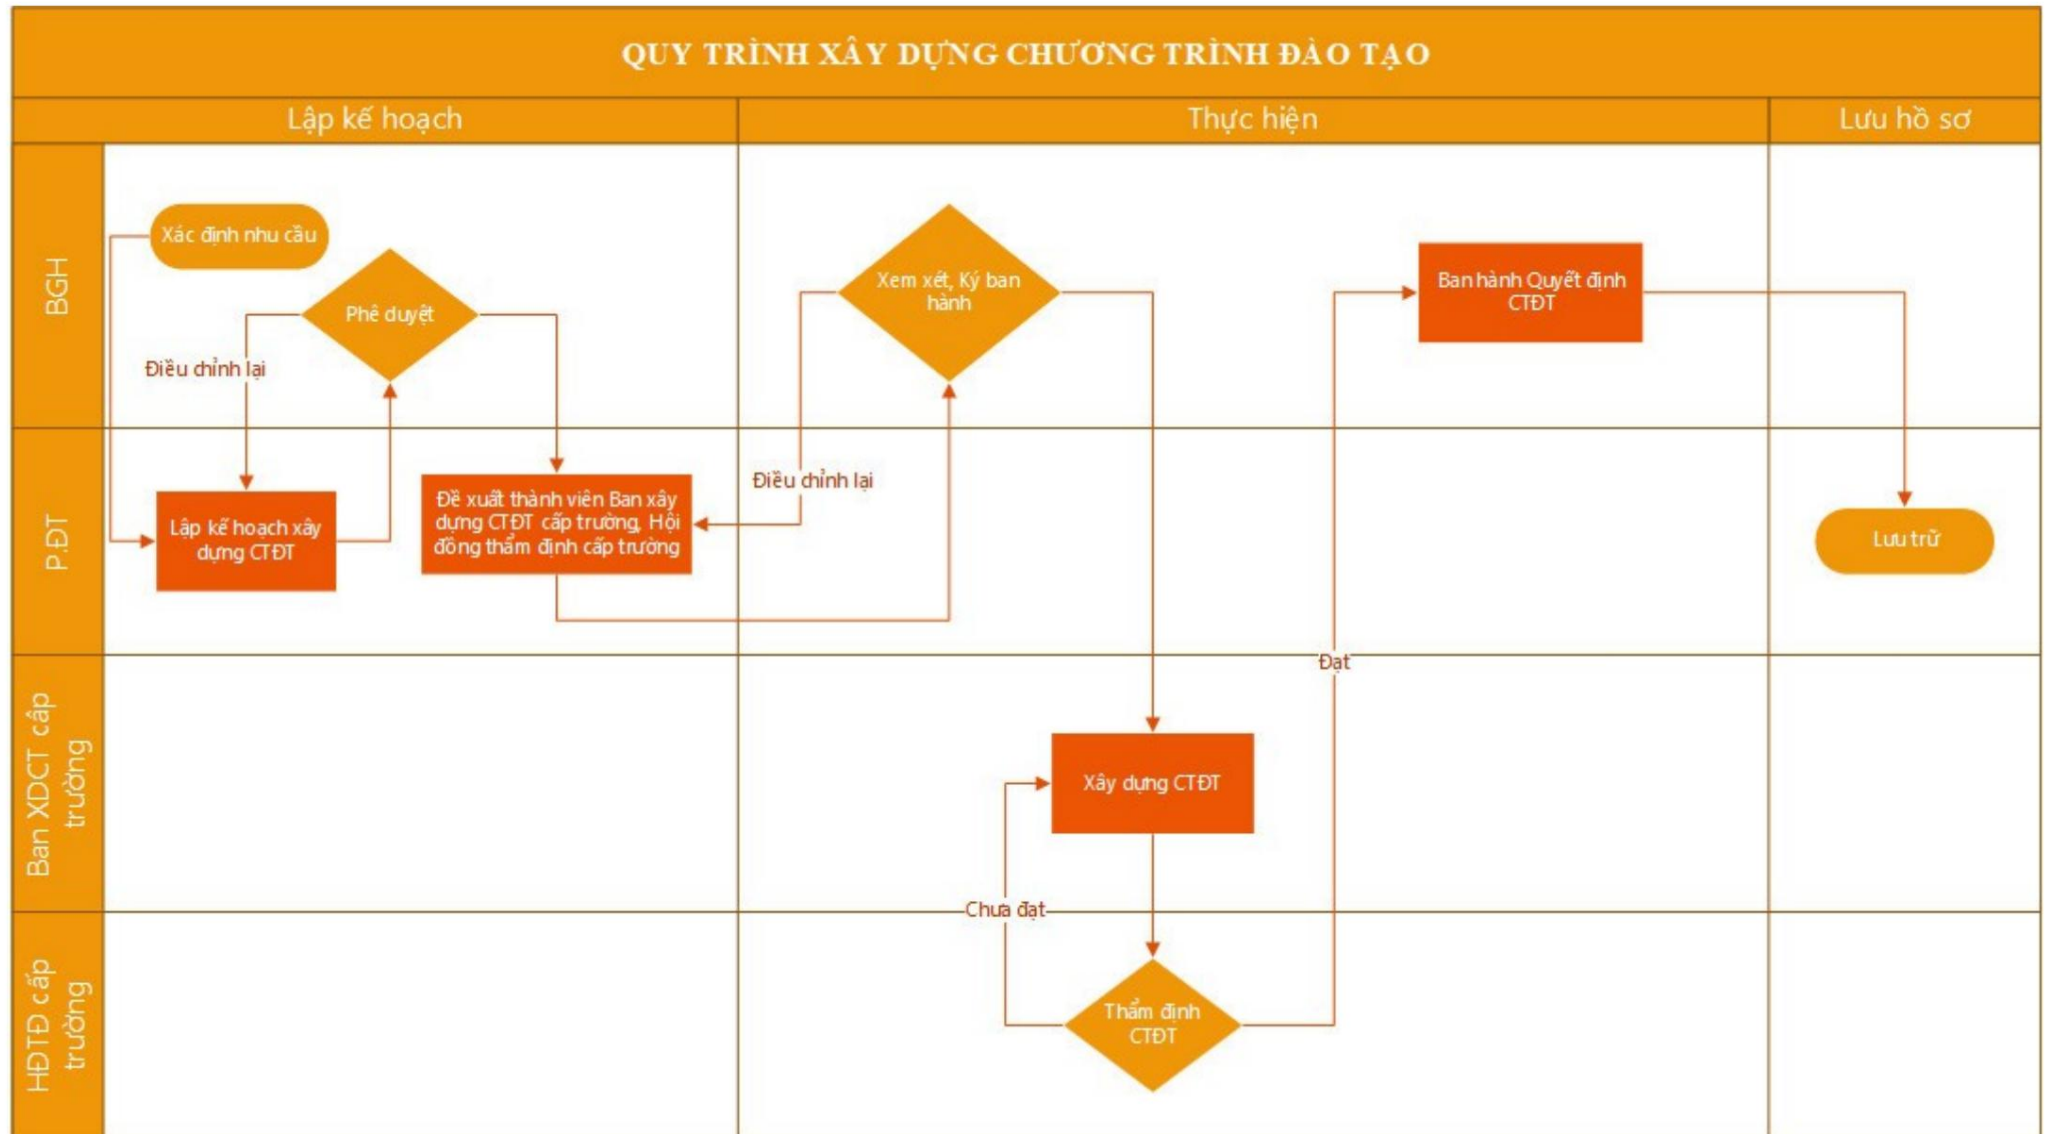 QUY TRÌNH XÂY DỰNG CHƯƠNG TRÌNH ĐÀO TẠO
Lập kế hoạch
Thực hiện
Lưu hồ sơ
BGH
Xác định nhu cầu
Phê duyệt
Điều chỉnh lại
Xem xét, Ký ban
hành
Ban hành Quyết định
CTĐT
P.ĐT
Lập kế hoạch xây
dựng CTĐT
Đề xuất thành viên Ban xây
dựng CTĐT cấp trường, Hội
đồng thẩm định cấp trường
Điều chỉnh lại
Lưu trữ
Đạt
Ban XDCT cấp
trường
Xây dựng CTĐT
Chưa đạt
HĐTĐ cấp
trường
Thẩm định
CTĐT